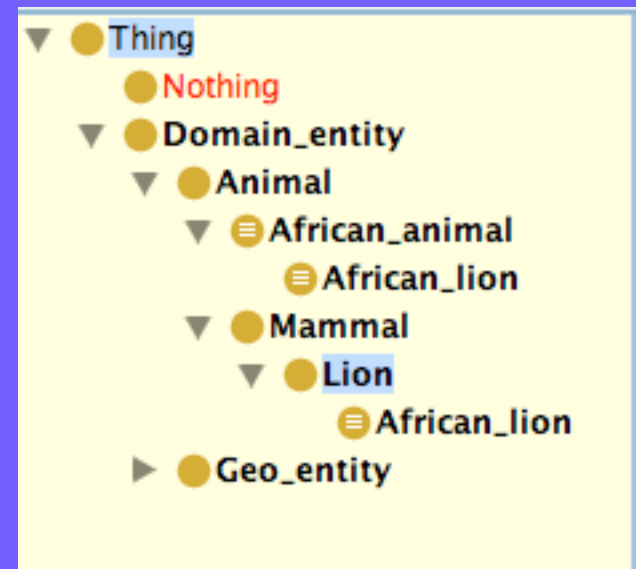 Thing
Nothing
Domain_entity
Animal
African_animal
African_lion
Mammal
Lion
African_lion
Geo_entity